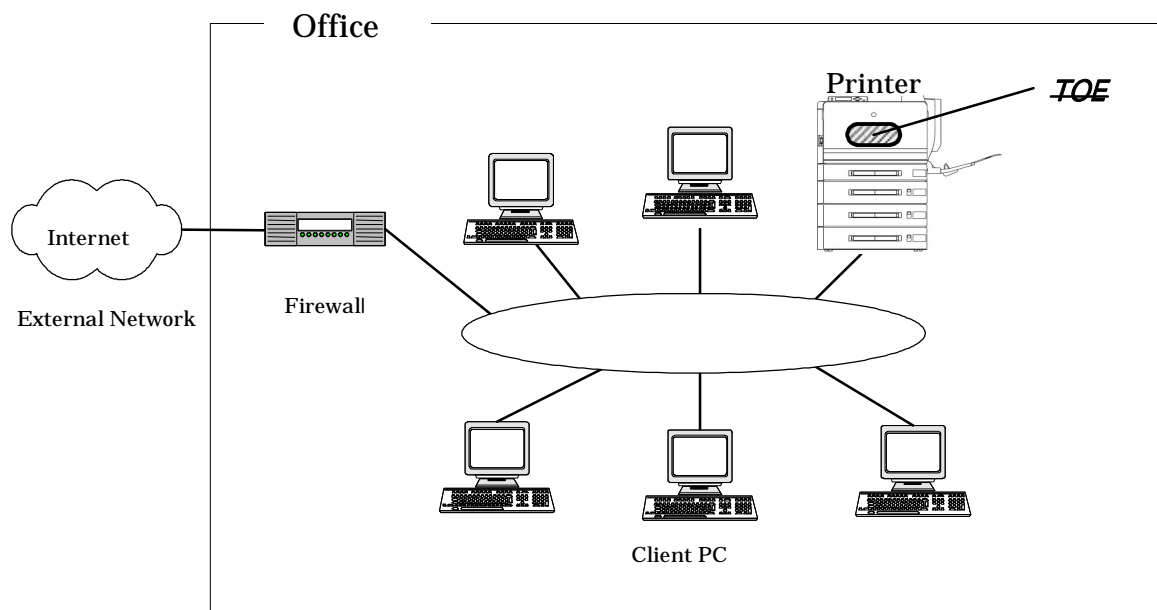 Office
Printer
TOE
Internet
External Network
Firewall
Client PC